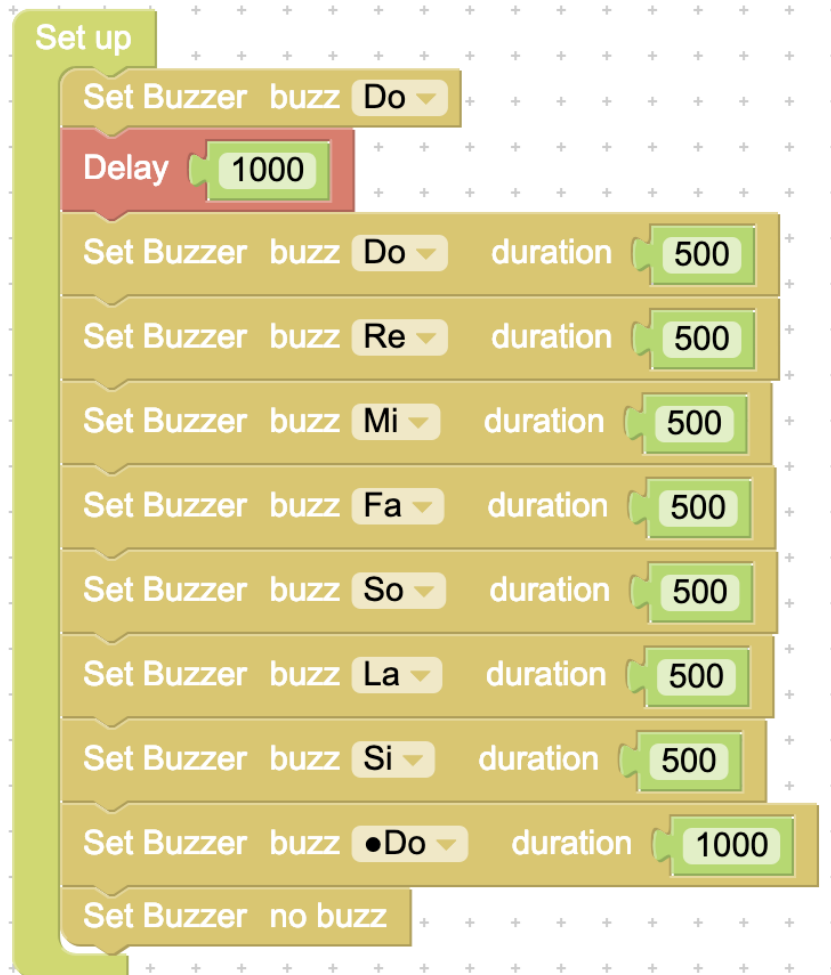 Set up
Set Buzzer buzz Do
Delay 1000
Set Buzzer buzz Do duration 500
Set Buzzer buzz Re duration 500
Set Buzzer buzz Mi duration 500
Set Buzzer buzz Fa duration 500
Set Buzzer buzz So duration 500
Set Buzzer buzz La duration 500
Set Buzzer buzz Si duration 500
Set Buzzer buzz ●Do duration 1000
Set Buzzer no buzz